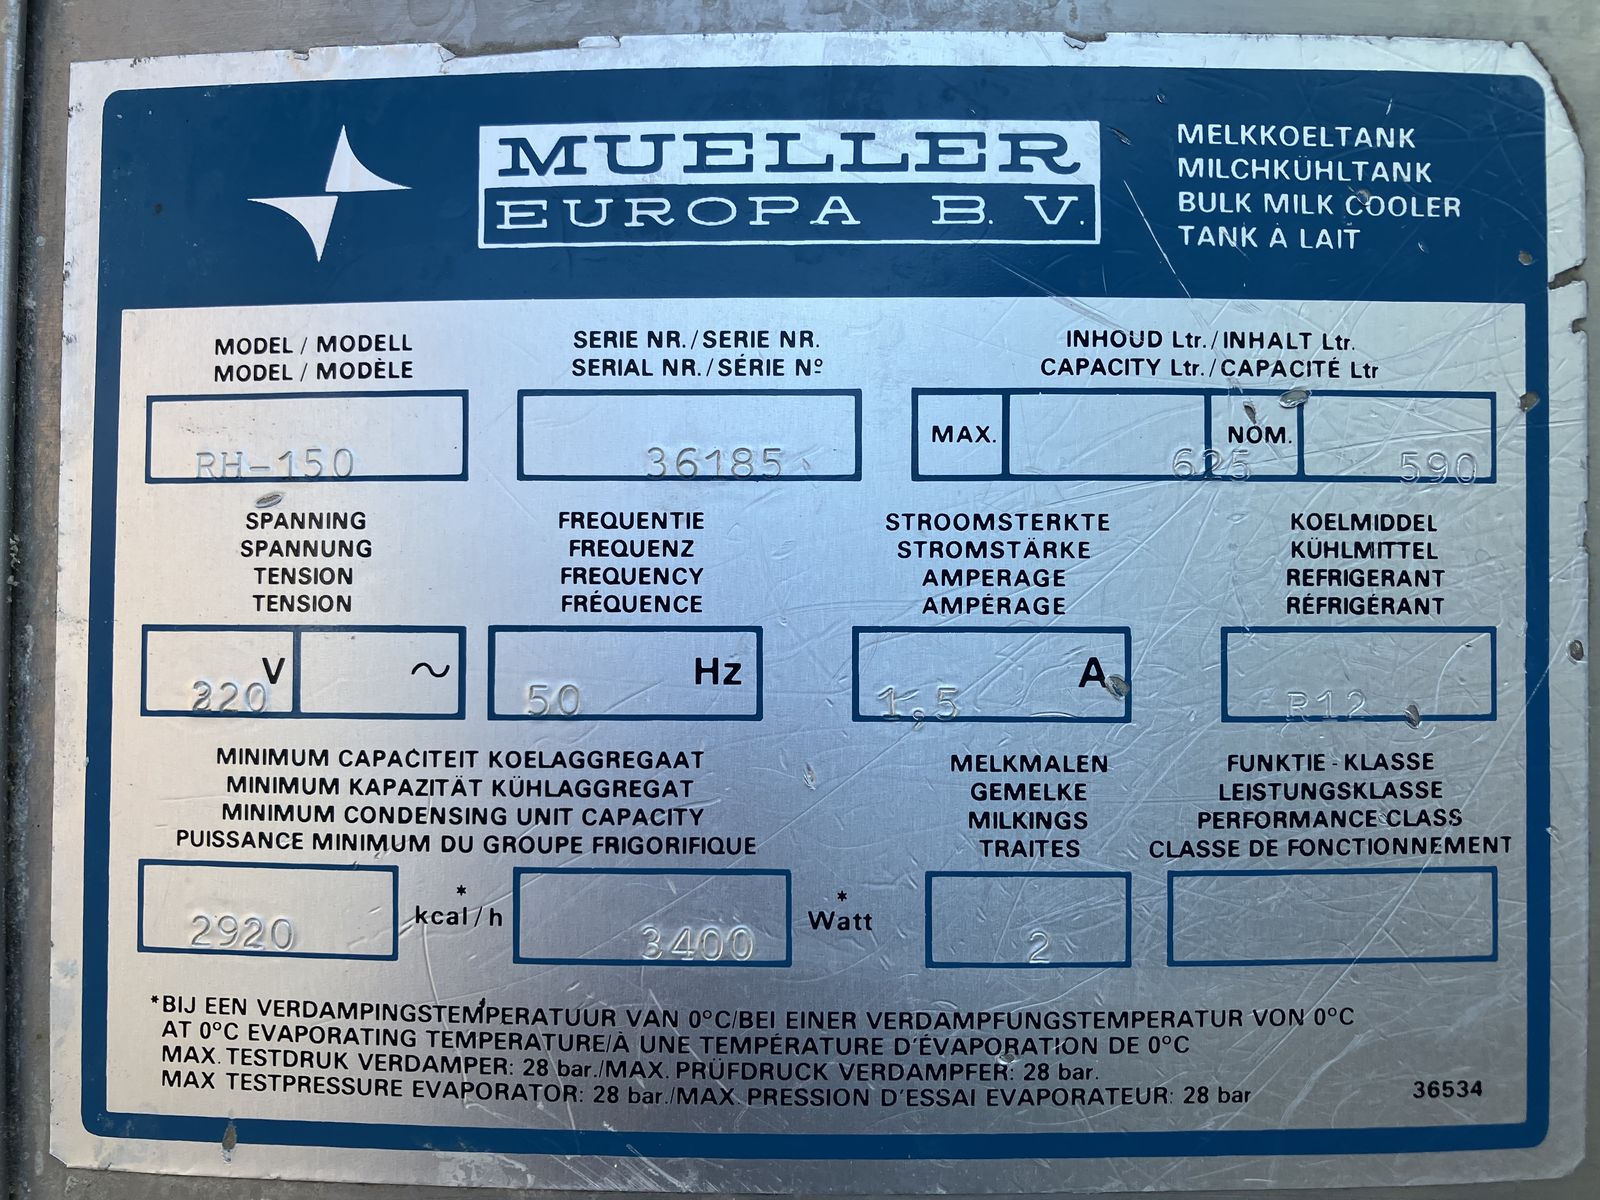 MUELLER
EUROPA B.V.
MELKKOELTANK
MILCHKÜHLTANK
BULK MILK COOLER
TANK À LAIT
MODEL / MODELL
MODEL / MODÈLE
RH-150
SERIE NR. / SERIE NR.
SERIAL NR. / SÉRIE Nº
36185
INHOUD Ltr. / INHALT Ltr.
CAPACITY Ltr. / CAPACITÉ Ltr
MAX. 625 NOM. 590
SPANNING
SPANNUNG
TENSION
TENSION
220 V ~
FREQUENTIE
FREQUENZ
FREQUENCY
FRÉQUENCE
50 Hz
STROOMSTERKTE
STROMSTÄRKE
AMPERAGE
AMPÉRAGE
1,5 A
KOELMIDDEL
KÜHLMITTEL
REFRIGERANT
RÉFRIGÉRANT
R12
MINIMUM CAPACITEIT KOELAGGREGAAT
MINIMUM KAPAZITÄT KÜHLAGGREGAT
MINIMUM CONDENSING UNIT CAPACITY
PUISSANCE MINIMUM DU GROUPE FRIGORIFIQUE
2920 *kcal/h 3400 *Watt
MELKMALEN
GEMELKE
MILKINGS
TRAITES
2
FUNKTIE - KLASSE
LEISTUNGSKLASSE
PERFORMANCE CLASS
CLASSE DE FONCTIONNEMENT
*BIJ EEN VERDAMPINGSTEMPERATUUR VAN 0°C/BEI EINER VERDAMPFUNGSTEMPERATUR VON 0°C
AT 0°C EVAPORATING TEMPERATURE/À UNE TEMPÉRATURE D'ÉVAPORATION DE 0°C
MAX. TESTDRUK VERDAMPER: 28 bar./MAX. PRÜFDRUCK VERDAMPFER: 28 bar.
MAX TESTPRESSURE EVAPORATOR: 28 bar./MAX. PRESSION D'ESSAI EVAPORATEUR: 28 bar
36534